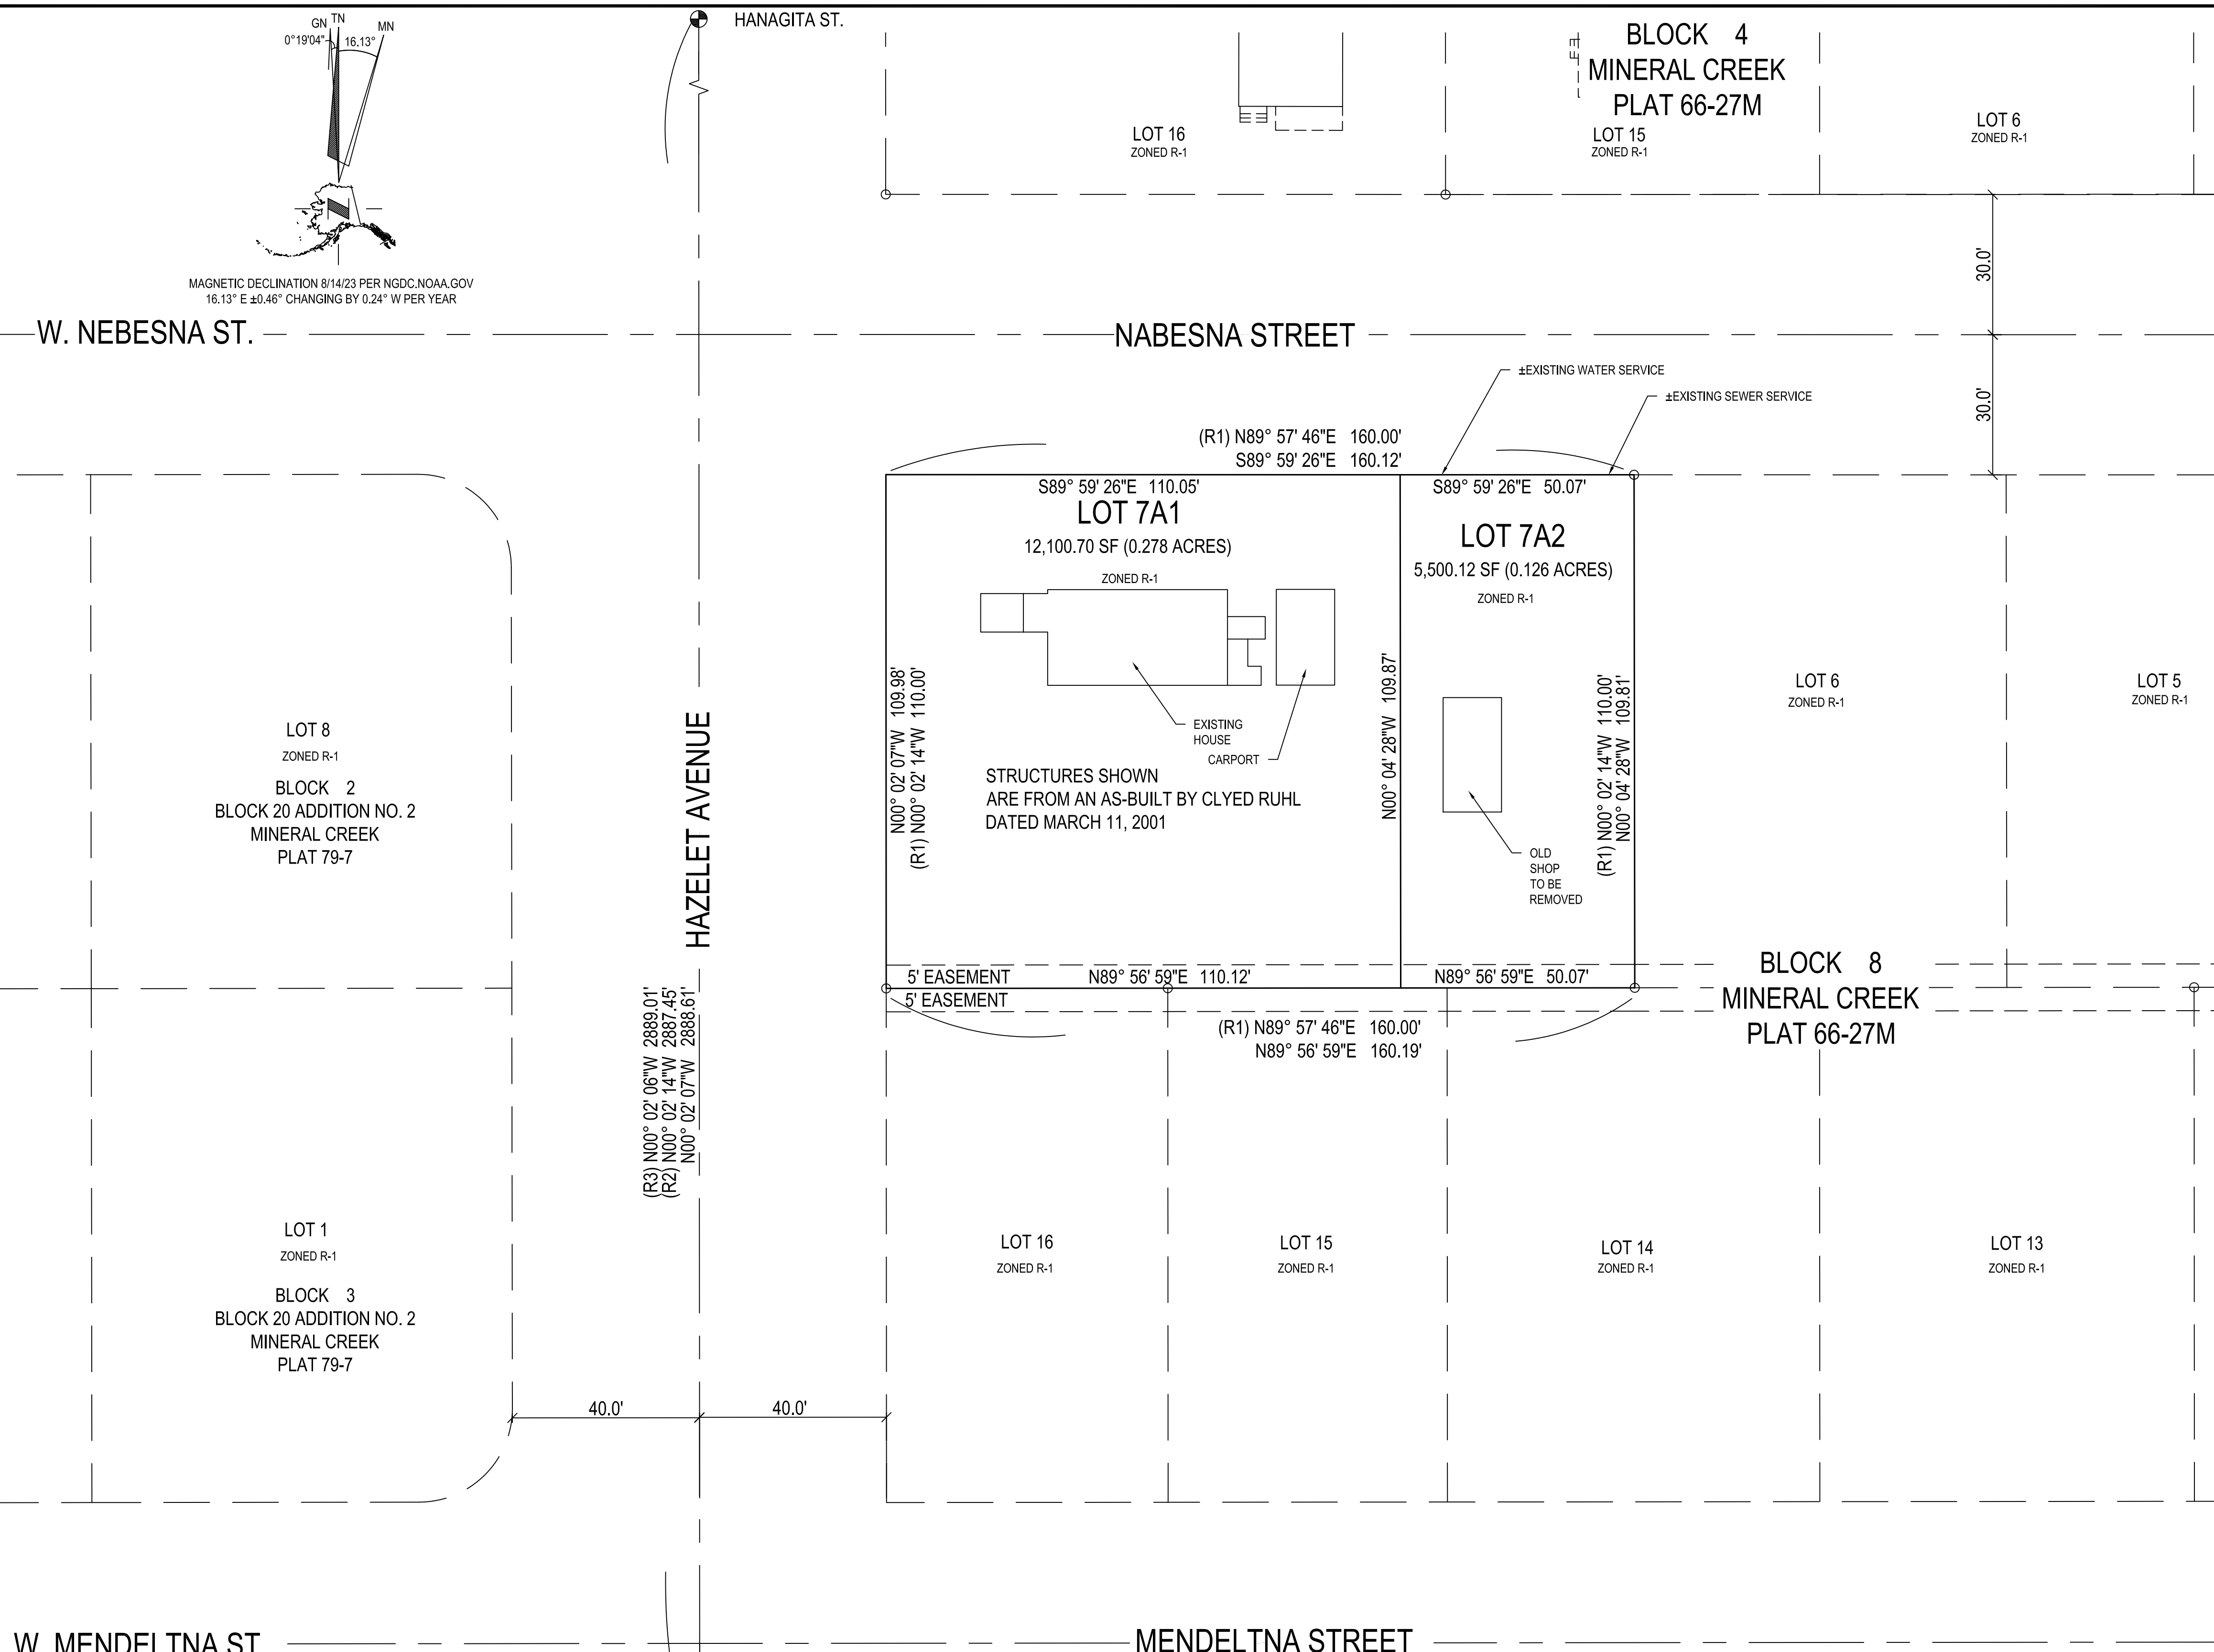 GN TN MN
0°19'04" 16.13°
MAGNETIC DECLINATION 8/14/23 PER NGDC.NOAA.GOV
16.13° E ±0.46° CHANGING BY 0.24° W PER YEAR
HANAGITA ST.
BLOCK 4
MINERAL CREEK
PLAT 66-27M
LOT 16
ZONED R-1
LOT 15
ZONED R-1
LOT 6
ZONED R-1
30.0'
30.0'
W. NEBESNA ST.
NABESNA STREET
±EXISTING WATER SERVICE
±EXISTING SEWER SERVICE
(R1) N89° 57' 46"E 160.00'
S89° 59' 26"E 160.12'
S89° 59' 26"E 110.05'
S89° 59' 26"E 50.07'
LOT 7A1
12,100.70 SF (0.278 ACRES)
ZONED R-1
LOT 7A2
5,500.12 SF (0.126 ACRES)
ZONED R-1
EXISTING
HOUSE
CARPORT
STRUCTURES SHOWN
ARE FROM AN AS-BUILT BY CLYED RUHL
DATED MARCH 11, 2001
N00° 02' 07"W 109.98'
(R1) N00° 02' 14"W 110.00'
N00° 04' 28"W 109.87'
(R1) N00° 02' 14"W 110.00'
N00° 04' 28"W 109.81'
OLD
SHOP
TO BE
REMOVED
LOT 6
ZONED R-1
LOT 5
ZONED R-1
LOT 8
ZONED R-1
BLOCK 2
BLOCK 20 ADDITION NO. 2
MINERAL CREEK
PLAT 79-7
HAZELET AVENUE
5' EASEMENT
N89° 56' 59"E 110.12'
N89° 56' 59"E 50.07'
5' EASEMENT
(R1) N89° 57' 46"E 160.00'
N89° 56' 59"E 160.19'
BLOCK 8
MINERAL CREEK
PLAT 66-27M
(R3) N00° 02' 06"W 2889.01'
(R2) N00° 02' 14"W 2887.45'
N00° 02' 07"W 2888.61'
LOT 1
ZONED R-1
BLOCK 3
BLOCK 20 ADDITION NO. 2
MINERAL CREEK
PLAT 79-7
LOT 16
ZONED R-1
LOT 15
ZONED R-1
LOT 14
ZONED R-1
LOT 13
ZONED R-1
40.0'
40.0'
W. MENDELTNA ST.
MENDELTNA STREET